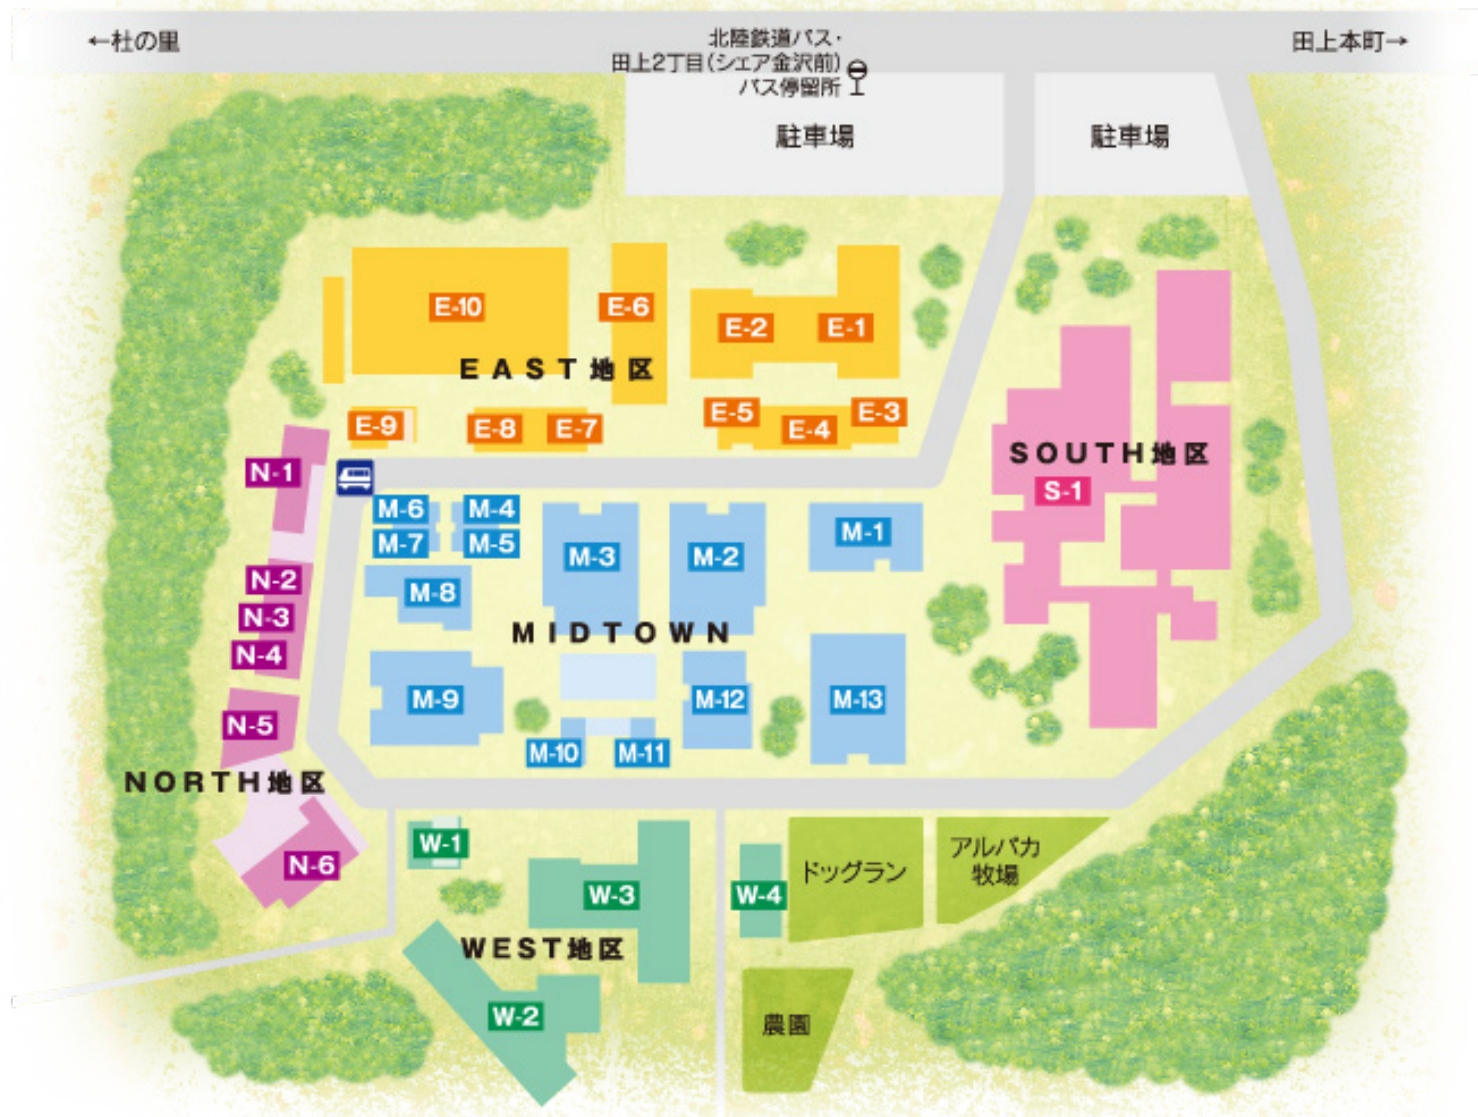 ←杜の里
北陸鉄道バス・
田上2丁目(シェア金沢前)
バス停留所
田上本町→
駐車場
駐車場
E-10
E-6
E-2
E-1
EAST地区
E-9
E-8
E-7
E-5
E-4
E-3
SOUTH地区
S-1
N-1
M-6
M-4
M-7
M-5
M-3
M-2
M-1
N-2
M-8
N-3
MIDTOWN
N-4
M-9
M-12
M-13
N-5
M-10
M-11
NORTH地区
N-6
W-1
W-3
W-4
ドッグラン
アルパカ
牧場
WEST地区
W-2
農園